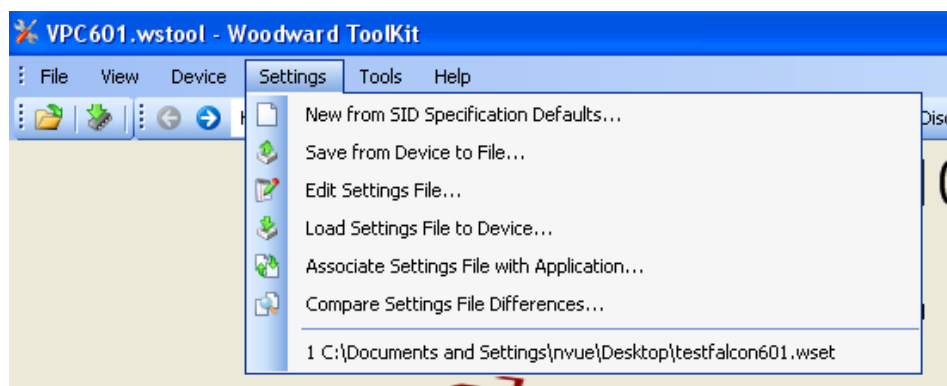 VPC601.wstool - Woodward ToolKit
File View Device Settings Tools Help
New from SID Specification Defaults...
Save from Device to File...
Edit Settings File...
Load Settings File to Device...
Associate Settings File with Application...
Compare Settings File Differences...
1 C:\Documents and Settings\nvue\Desktop\testfalcon601.wset